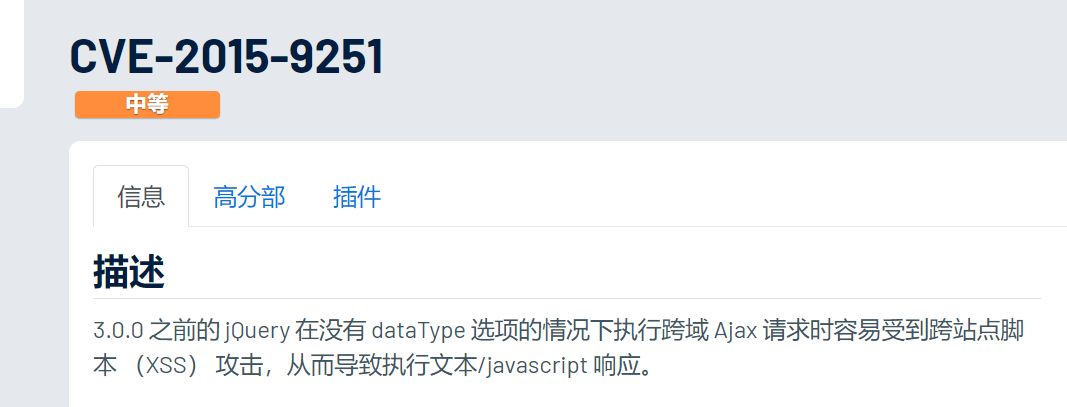 CVE-2015-9251
中等
信息 高分部 插件
描述
3.0.0 之前的 jQuery 在没有 dataType 选项的情况下执行跨域 Ajax 请求时容易受到跨站点脚
本 （XSS） 攻击，从而导致执行文本/javascript 响应。